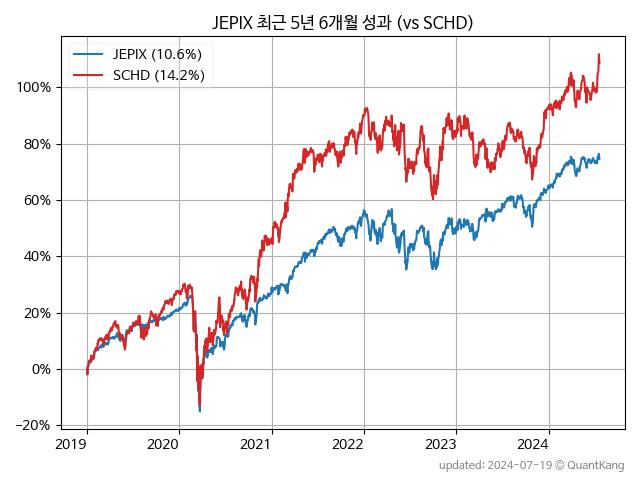 JEPIX 최근 5년 6개월 성과 (vs SCHD)
JEPIX (10.6%)
SCHD (14.2%)
100%
80%
60%
40%
20%
0%
−20%
2019 2020 2021 2022 2023 2024
updated: 2024-07-19 © QuantKang